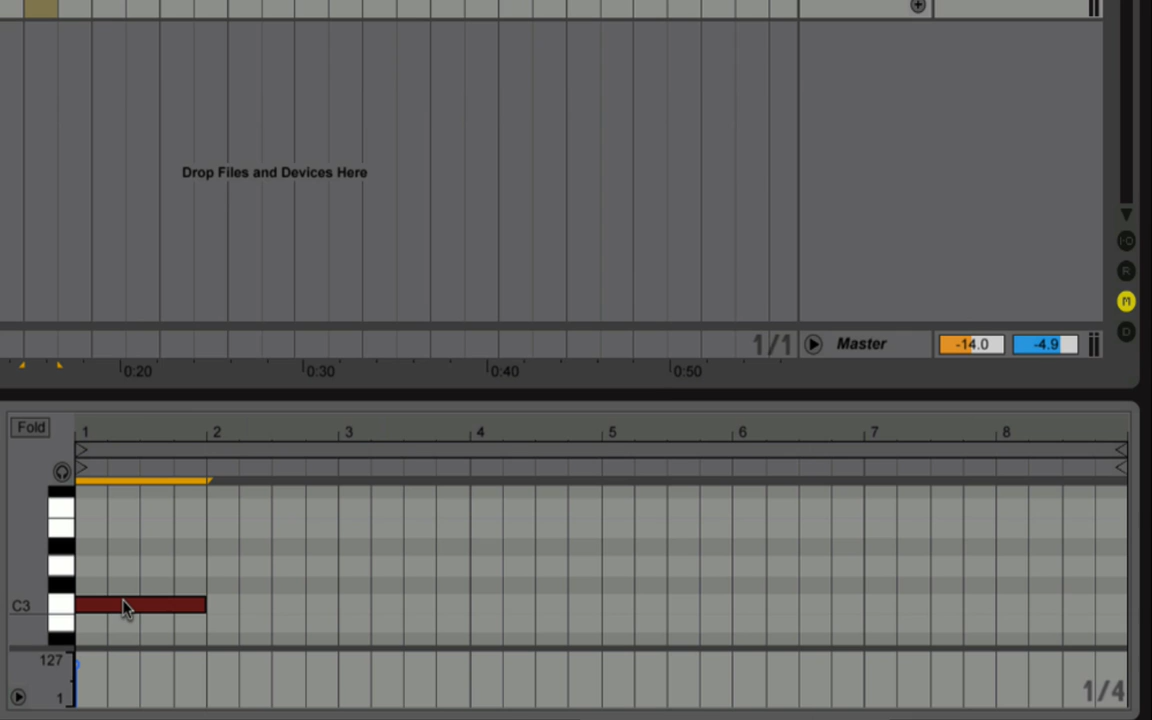 Drop Files and Devices Here
1/1 Master -14.0 -4.9
I·O
R
M
D
0:20 0:30 0:40 0:50
Fold
1 2 3 4 5 6 7 8
C3
127
1
1/4